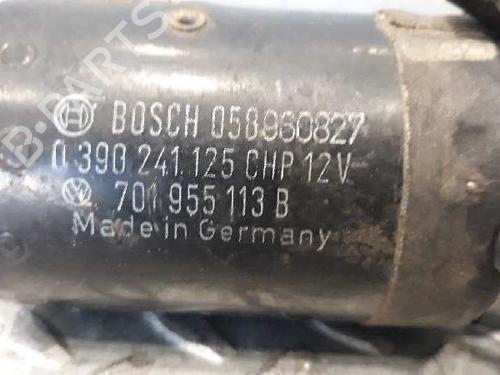 BOSCH 058960827
0 390 241.125 CHP 12V
701 955 113 B
Made in Germany
B-PARTS